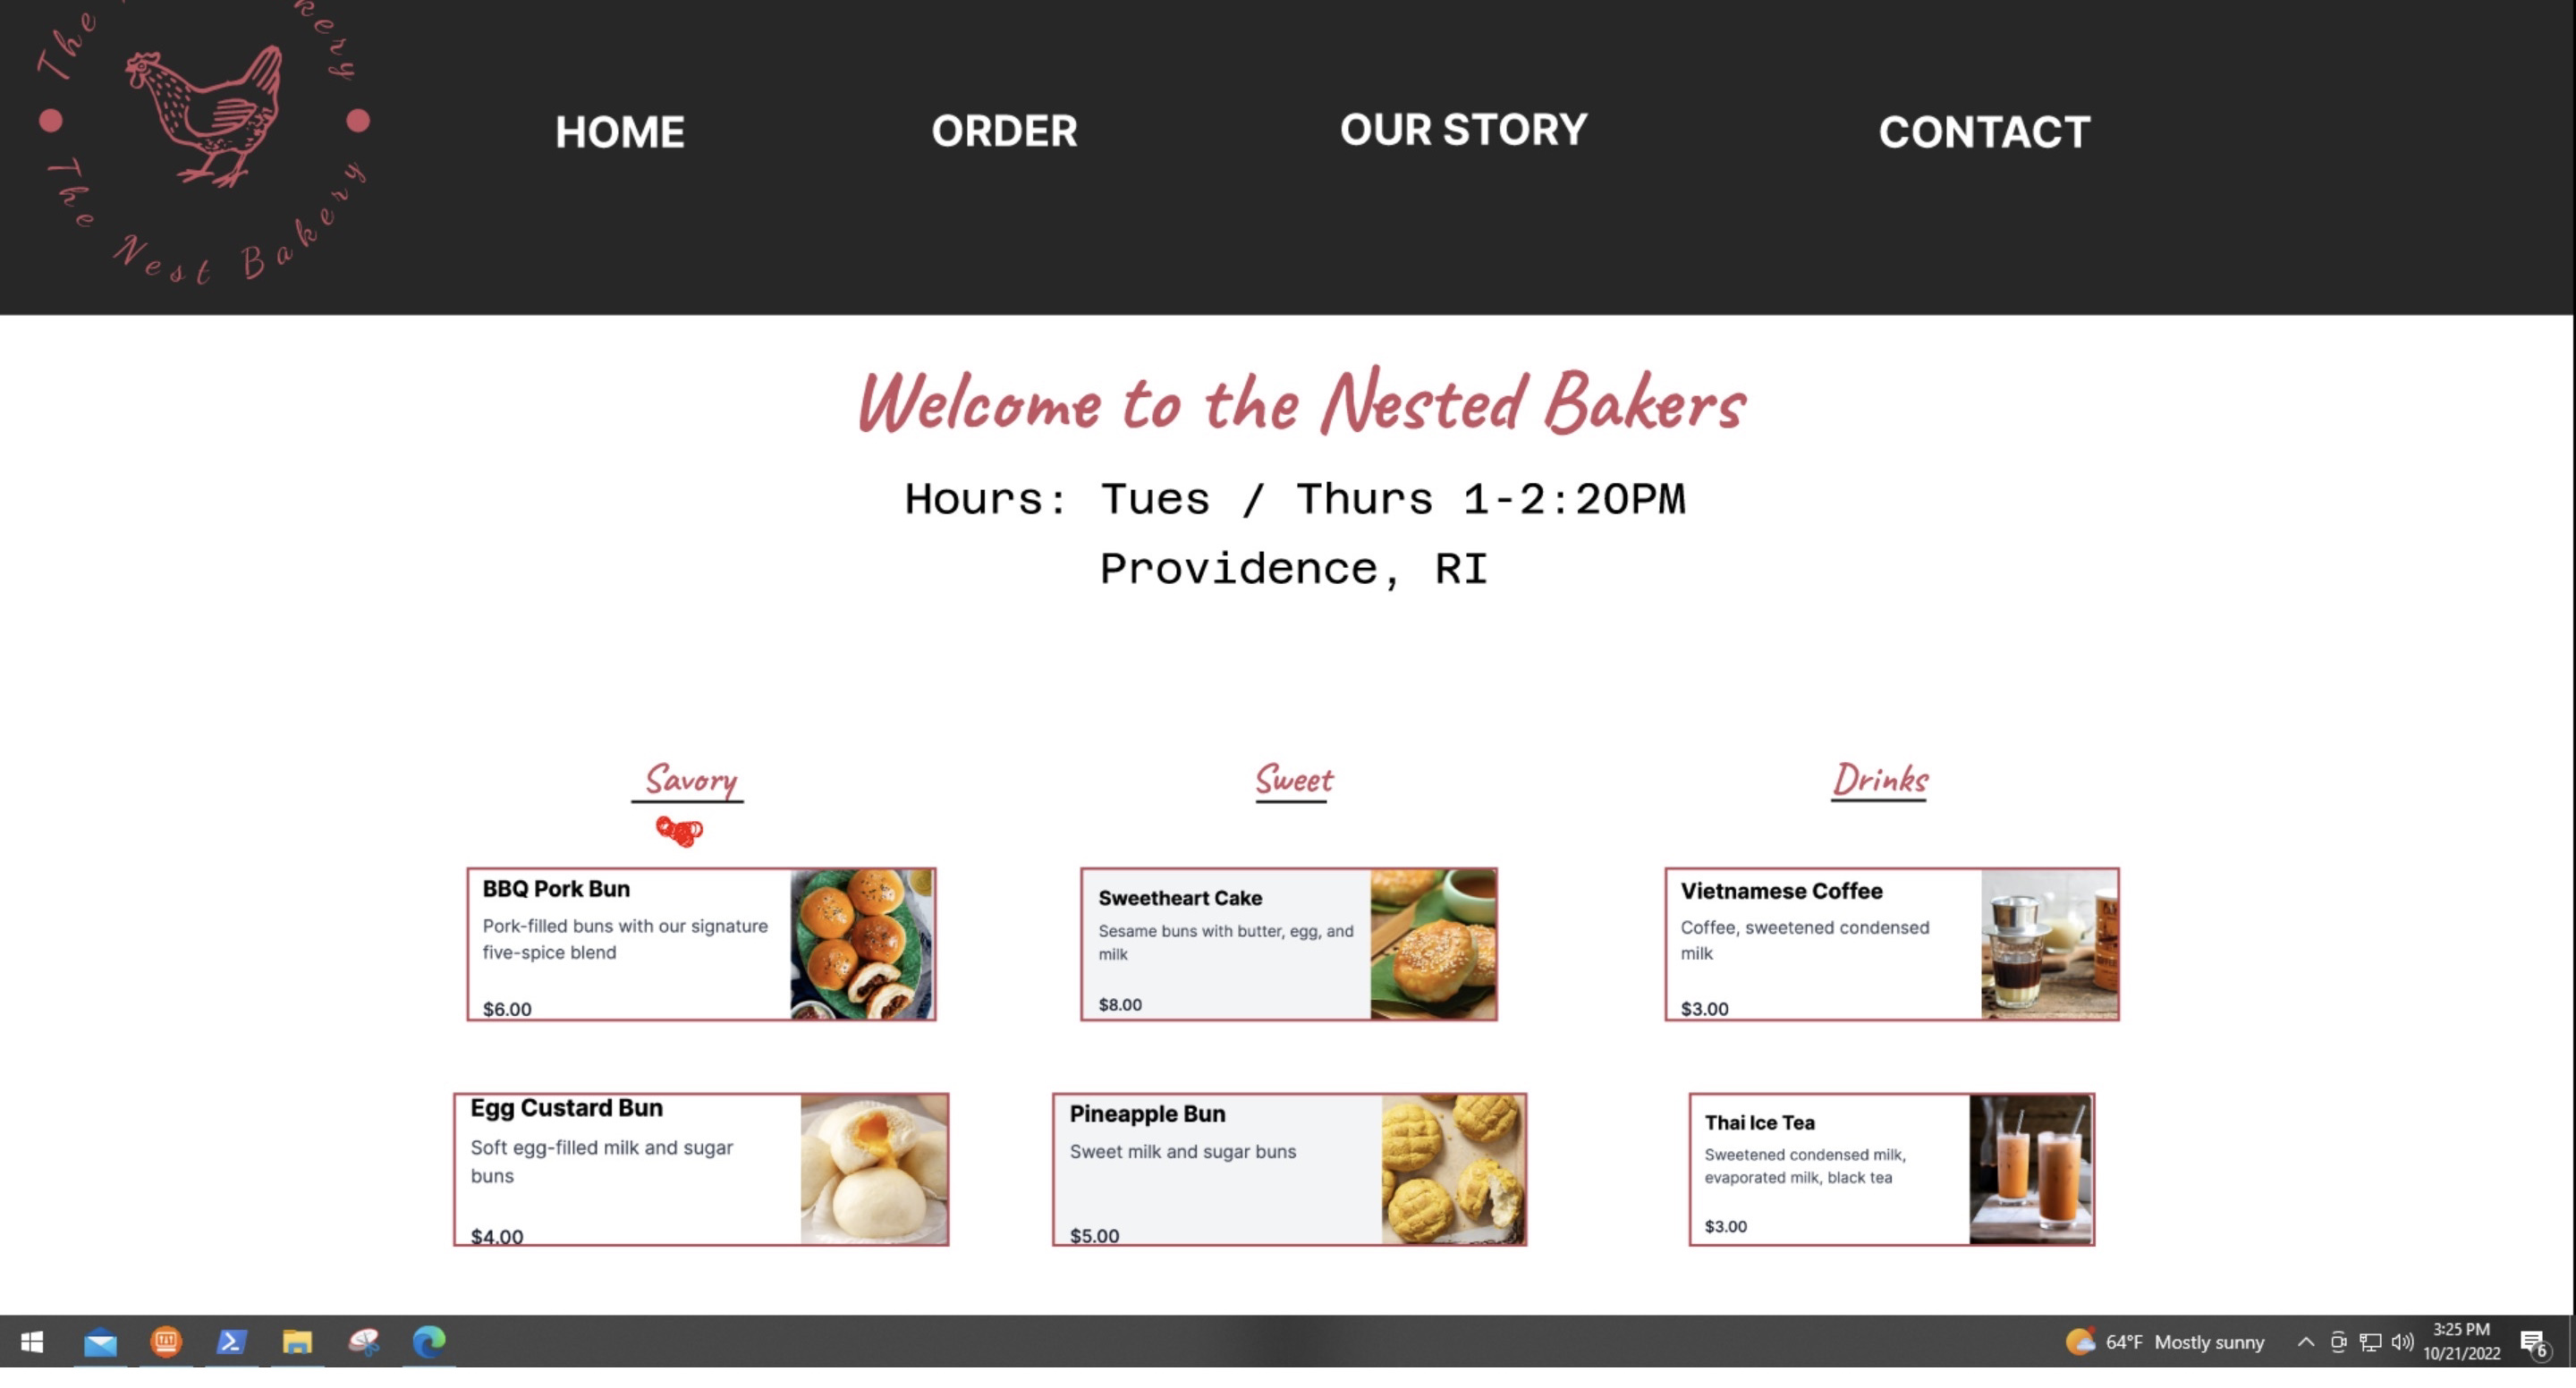 The
kery
The Nest Bakery
HOME
ORDER
OUR STORY
CONTACT
Welcome to the Nested Bakers
Hours: Tues / Thurs 1-2:20PM
Providence, RI
Savory
Sweet
Drinks
BBQ Pork Bun
Pork-filled buns with our signature
five-spice blend
$6.00
Sweetheart Cake
Sesame buns with butter, egg, and
milk
$8.00
Vietnamese Coffee
Coffee, sweetened condensed
milk
$3.00
Egg Custard Bun
Soft egg-filled milk and sugar
buns
$4.00
Pineapple Bun
Sweet milk and sugar buns
$5.00
Thai Ice Tea
Sweetened condensed milk,
evaporated milk, black tea
$3.00
64°F Mostly sunny
3:25 PM
10/21/2022
6